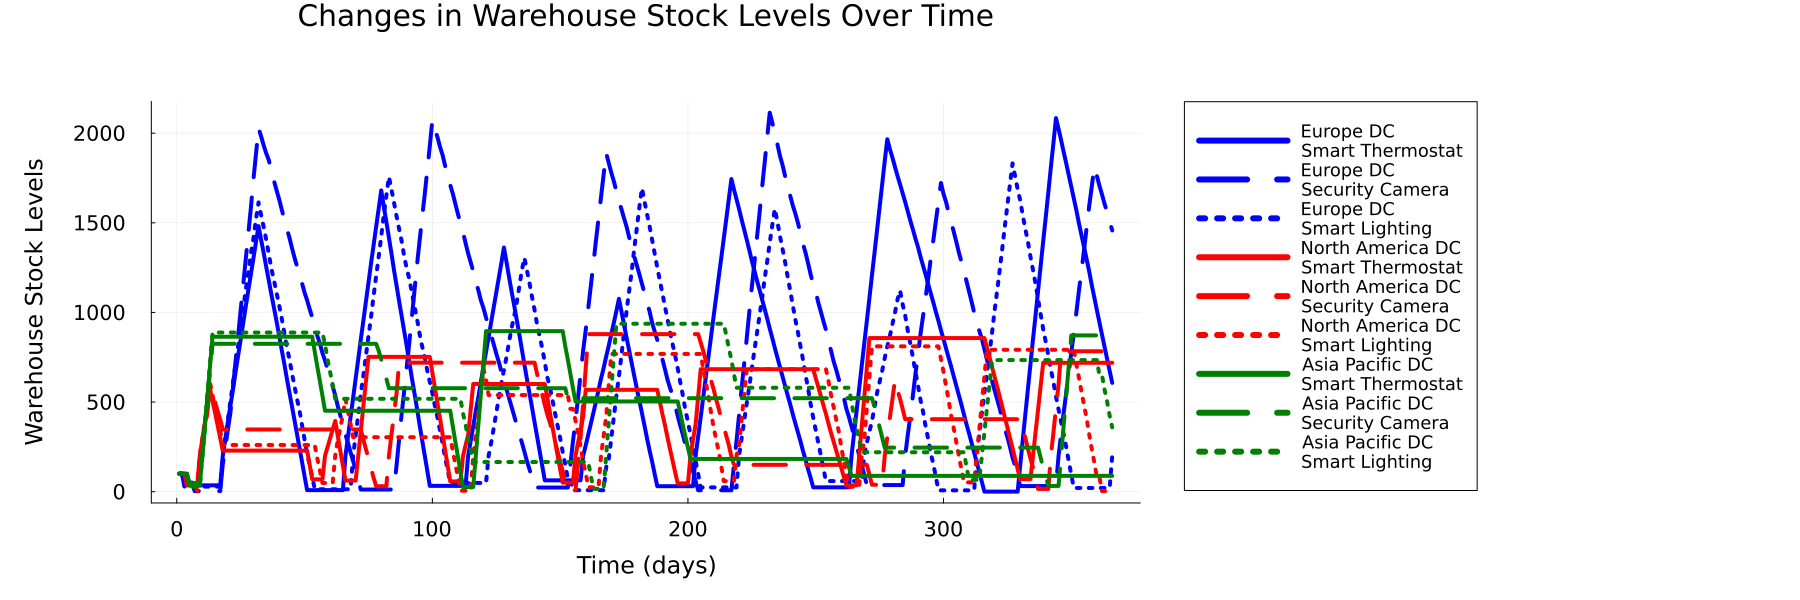 Changes in Warehouse Stock Levels Over Time
Warehouse Stock Levels
2000
1500
1000
500
0
0
100
200
300
Time (days)
Europe DC
Smart Thermostat
Europe DC
Security Camera
Europe DC
Smart Lighting
North America DC
Smart Thermostat
North America DC
Security Camera
North America DC
Smart Lighting
Asia Pacific DC
Smart Thermostat
Asia Pacific DC
Security Camera
Asia Pacific DC
Smart Lighting